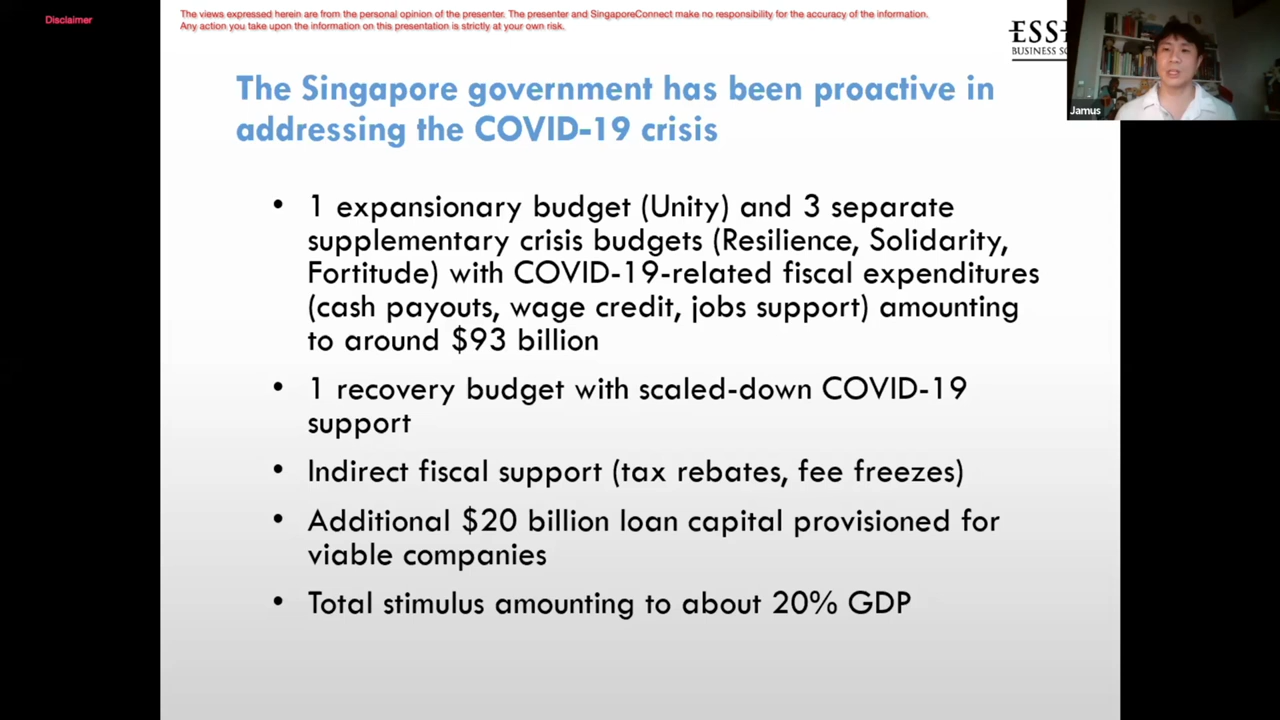 Disclaimer
The views expressed herein are from the personal opinion of the presenter. The presenter and SingaporeConnect make no responsibility for the accuracy of the information.
Any action you take upon the information on this presentation is strictly at your own risk.
BUSINESS
Jamus
The Singapore government has been proactive in
addressing the COVID-19 crisis
• 1 expansionary budget (Unity) and 3 separate
supplementary crisis budgets (Resilience, Solidarity,
Fortitude) with COVID-19-related fiscal expenditures
(cash payouts, wage credit, jobs support) amounting
to around $93 billion
• 1 recovery budget with scaled-down COVID-19
support
• Indirect fiscal support (tax rebates, fee freezes)
• Additional $20 billion loan capital provisioned for
viable companies
• Total stimulus amounting to about 20% GDP